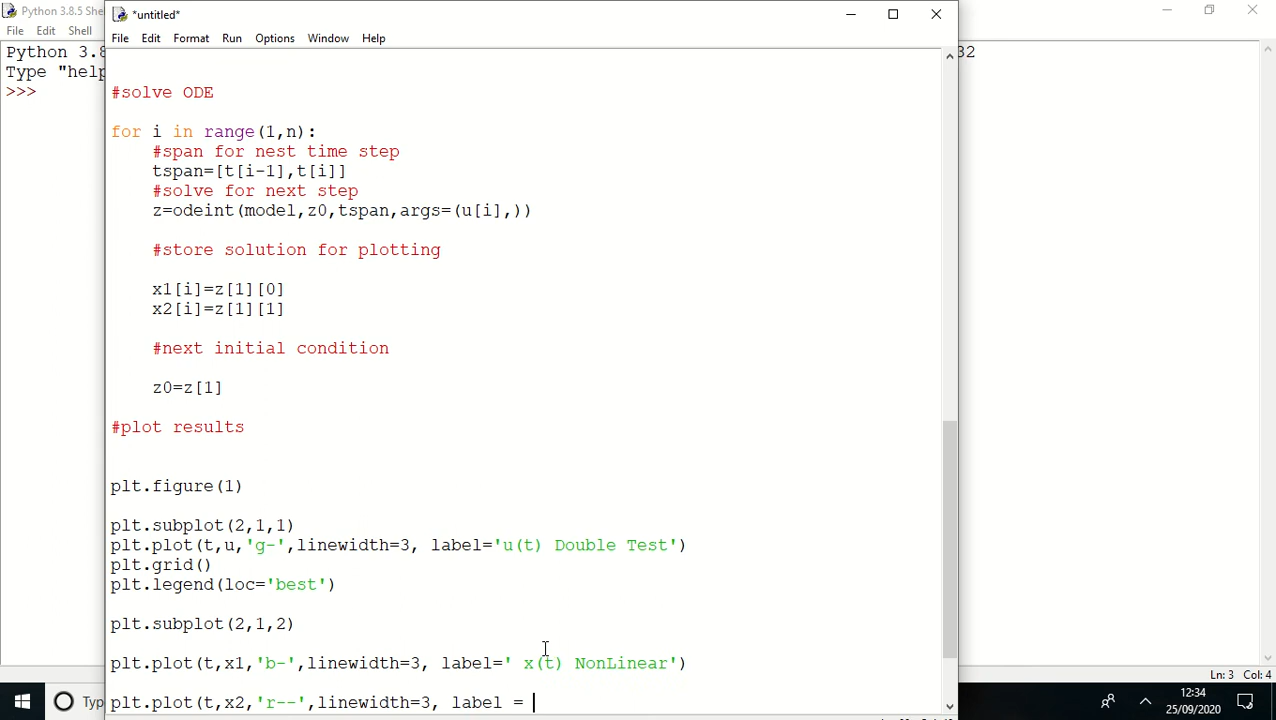 Python 3.8.5 Shell
*untitled*
File Edit Shell
File Edit Format Run Options Window Help
Python 3.8
32
Type "help
>>>
#solve ODE
for i in range(1,n):
    #span for nest time step
    tspan=[t[i-1],t[i]]
    #solve for next step
    z=odeint(model,z0,tspan,args=(u[i],))
    #store solution for plotting
    x1[i]=z[1][0]
    x2[i]=z[1][1]
    #next initial condition
    z0=z[1]
#plot results
plt.figure(1)
plt.subplot(2,1,1)
plt.plot(t,u,'g-',linewidth=3, label='u(t) Double Test')
plt.grid()
plt.legend(loc='best')
plt.subplot(2,1,2)
plt.plot(t,x1,'b-',linewidth=3, label=' x(t) NonLinear')
plt.plot(t,x2,'r--',linewidth=3, label =
Ln: 3 Col: 4
Typ
12:34
25/09/2020